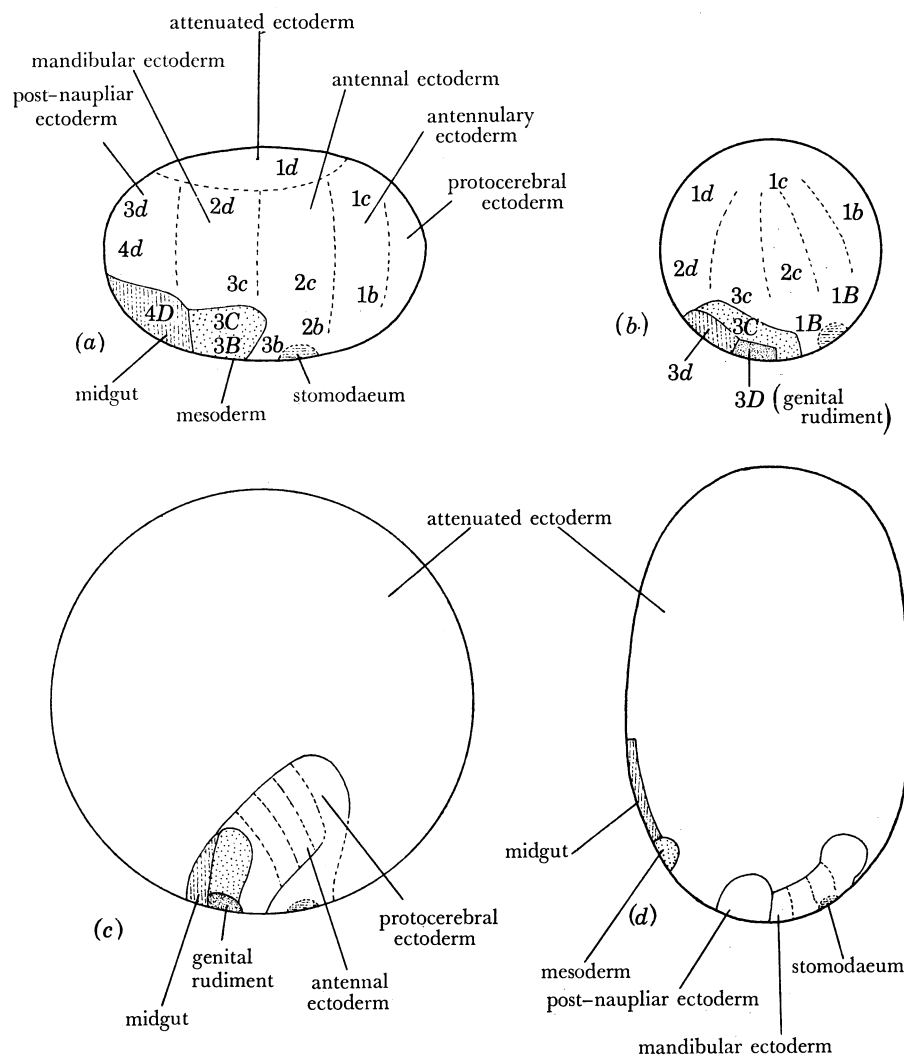 attenuated ectoderm
mandibular ectoderm
antennal ectoderm
post-naupliar
ectoderm
antennulary
ectoderm
protocerebral
ectoderm
1d
1c
3d
2d
4d
3c
2c
1b
4D
3C
2b
3B
3b
(a)
midgut
mesoderm
stomodaeum
1d
1c
1b
2d
2c
3c
1B
3C
1B
(b)
3d
3D (genital
rudiment)
attenuated ectoderm
(c)
midgut
genital
rudiment
antennal
ectoderm
protocerebral
ectoderm
midgut
(d)
mesoderm
post-naupliar ectoderm
stomodaeum
mandibular ectoderm